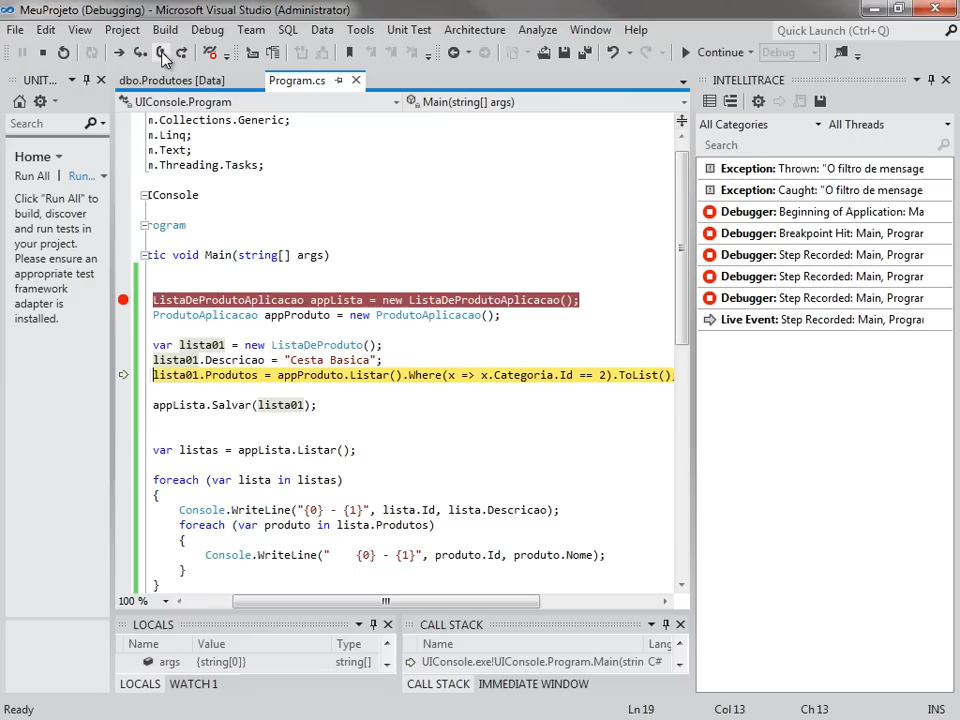 MeuProjeto (Debugging) - Microsoft Visual Studio (Administrator)
Quick Launch (Ctrl+Q)
File Edit View Project Build Debug Team SQL Data Tools Unit Test Architecture Analyze Window Help
Continue Debug
UNIT...
dbo.Produtoes [Data] Program.cs
INTELLITRACE
UIConsole.Program Main(string[] args)
Search
Home
Run All Run...
Click "Run All" to
build, discover
and run tests in
your project.
Please ensure an
appropriate test
framework
adapter is
installed.
m.Collections.Generic;
m.Linq;
m.Text;
m.Threading.Tasks;
IConsole
rogram
tic void Main(string[] args)
ListaDeProdutoAplicacao appLista = new ListaDeProdutoAplicacao();
ProdutoAplicacao appProduto = new ProdutoAplicacao();
var lista01 = new ListaDeProduto();
lista01.Descricao = "Cesta Basica";
lista01.Produtos = appProduto.Listar().Where(x => x.Categoria.Id == 2).ToList();
appLista.Salvar(lista01);
var listas = appLista.Listar();
foreach (var lista in listas)
{
Console.WriteLine("{0} - {1}", lista.Id, lista.Descricao);
foreach (var produto in lista.Produtos)
{
Console.WriteLine("    {0} - {1}", produto.Id, produto.Nome);
}
}
100 %
All Categories All Threads
Search
Exception: Thrown: "O filtro de mensage
Exception: Caught: "O filtro de mensage
Debugger: Beginning of Application: Ma
Debugger: Breakpoint Hit: Main, Prograr
Debugger: Step Recorded: Main, Prograr
Debugger: Step Recorded: Main, Prograr
Debugger: Step Recorded: Main, Prograr
Live Event: Step Recorded: Main, Prograr
LOCALS
Name Value Type
args {string[0]} string[]
LOCALS WATCH 1
CALL STACK
Name Lang
UIConsole.exe!UIConsole.Program.Main(strin C#
CALL STACK IMMEDIATE WINDOW
Ready Ln 19 Col 13 Ch 13 INS